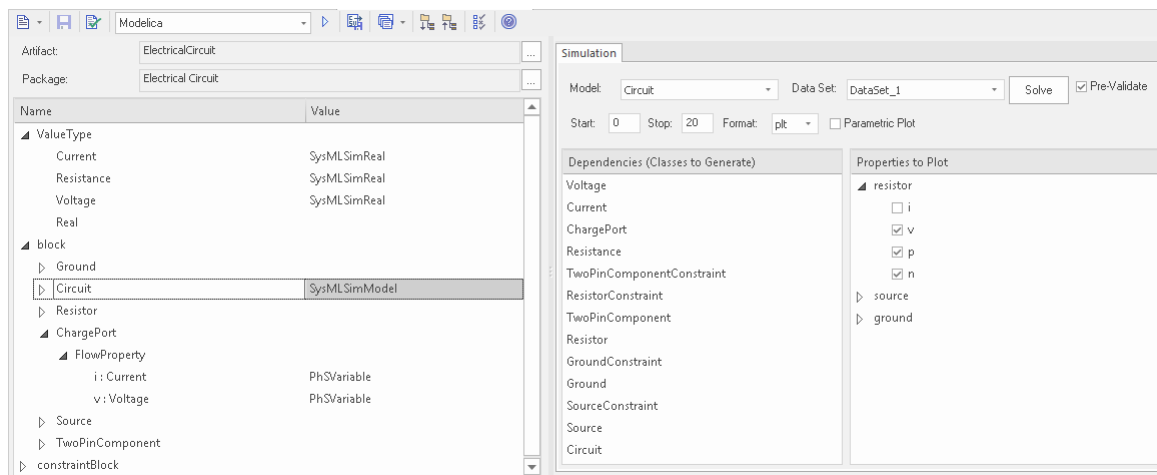 Modelica
Artifact: ElectricalCircuit ...
Package: Electrical Circuit ...
Name Value
ValueType
Current SysMLSimReal
Resistance SysMLSimReal
Voltage SysMLSimReal
Real
block
Ground
Circuit SysMLSimModel
Resistor
ChargePort
FlowProperty
i : Current PhSVariable
v : Voltage PhSVariable
Source
TwoPinComponent
constraintBlock
Simulation
Model: Circuit Data Set: DataSet_1 Solve Pre-Validate
Start: 0 Stop: 20 Format: plt Parametric Plot
Dependencies (Classes to Generate)
Voltage
Current
ChargePort
Resistance
TwoPinComponentConstraint
ResistorConstraint
TwoPinComponent
Resistor
GroundConstraint
Ground
SourceConstraint
Source
Circuit
Properties to Plot
resistor
i
v
p
n
source
ground